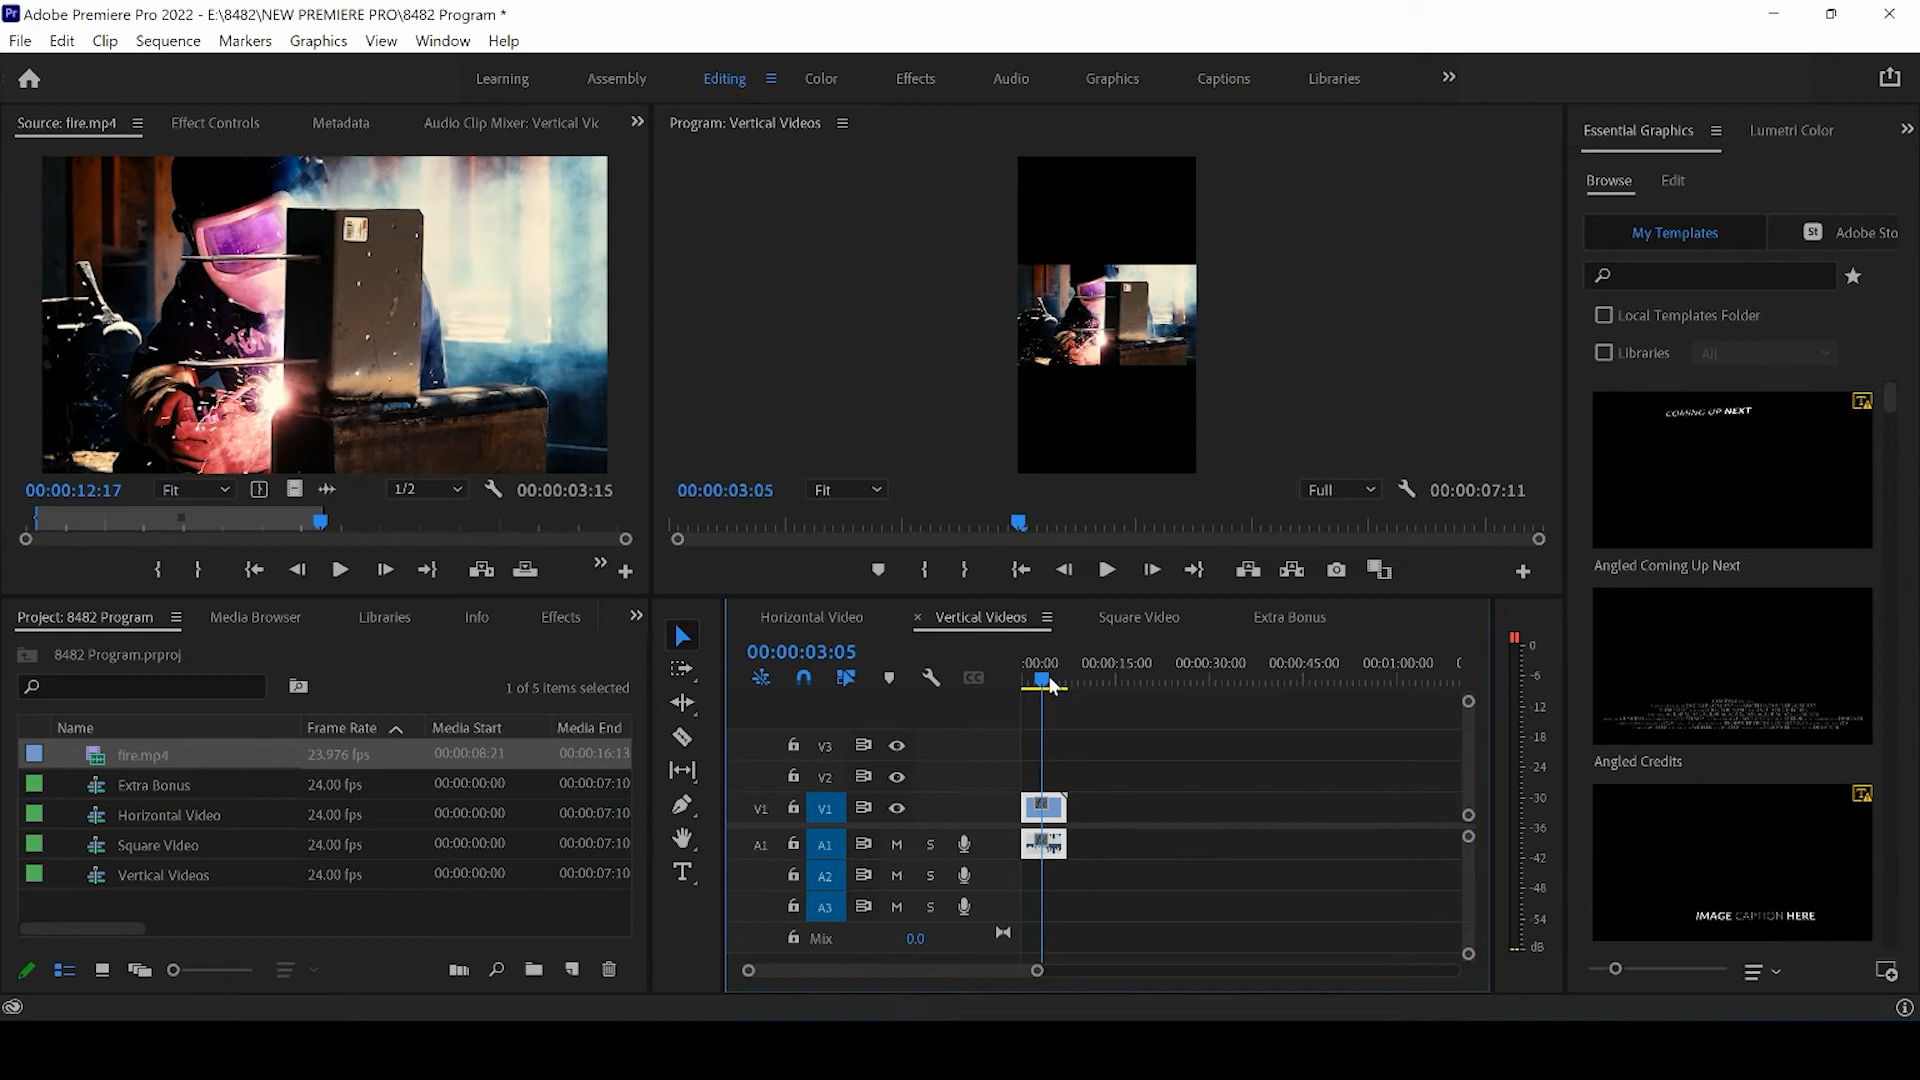 Adobe Premiere Pro 2022 - E:\8482\NEW PREMIERE PRO\8482 Program *
File Edit Clip Sequence Markers Graphics View Window Help
Learning Assembly Editing Color Effects Audio Graphics Captions Libraries
Source: fire.mp4 Effect Controls Metadata Audio Clip Mixer: Vertical Vic
Program: Vertical Videos
Essential Graphics Lumetri Color
Browse Edit
My Templates St Adobe Sto
Local Templates Folder
Libraries All
COMING UP NEXT
Angled Coming Up Next
Angled Credits
IMAGE CAPTION HERE
00:00:12:17 Fit 1/2 00:00:03:15
00:00:03:05 Fit Full 00:00:07:11
Project: 8482 Program Media Browser Libraries Info Effects
8482 Program.prproj
1 of 5 items selected
Name Frame Rate Media Start Media End
fire.mp4 23.976 fps 00:00:08:21 00:00:16:13
Extra Bonus 24.00 fps 00:00:00:00 00:00:07:10
Horizontal Video 24.00 fps 00:00:00:00 00:00:07:10
Square Video 24.00 fps 00:00:00:00 00:00:07:10
Vertical Videos 24.00 fps 00:00:00:00 00:00:07:10
Horizontal Video Vertical Videos Square Video Extra Bonus
00:00:03:05
:00:00 00:00:15:00 00:00:30:00 00:00:45:00 00:01:00:00
CC
V3
V2
V1 V1
A1 A1 M S
A2 M S
A3 M S
Mix 0.0
0
-6
-12
-18
-24
-30
-36
-42
-48
-54
dB